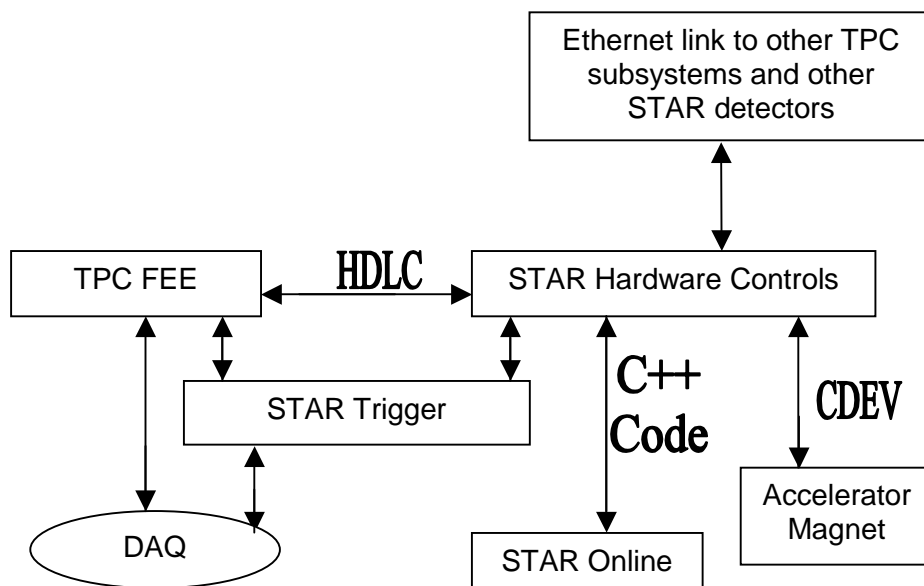 Ethernet link to other TPC
subsystems and other
STAR detectors
TPC FEE
HDLC
STAR Hardware Controls
STAR Trigger
C++
Code
CDEV
Accelerator
Magnet
DAQ
STAR Online